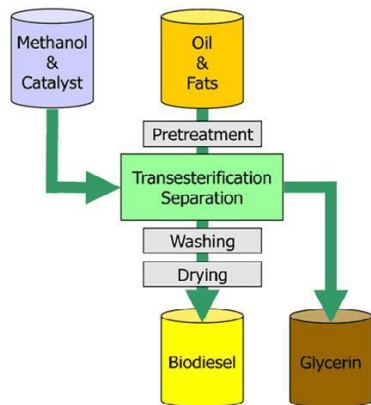 Methanol
&
Catalyst
Oil
&
Fats
Pretreatment
Transesterification
Separation
Washing
Drying
Biodiesel
Glycerin